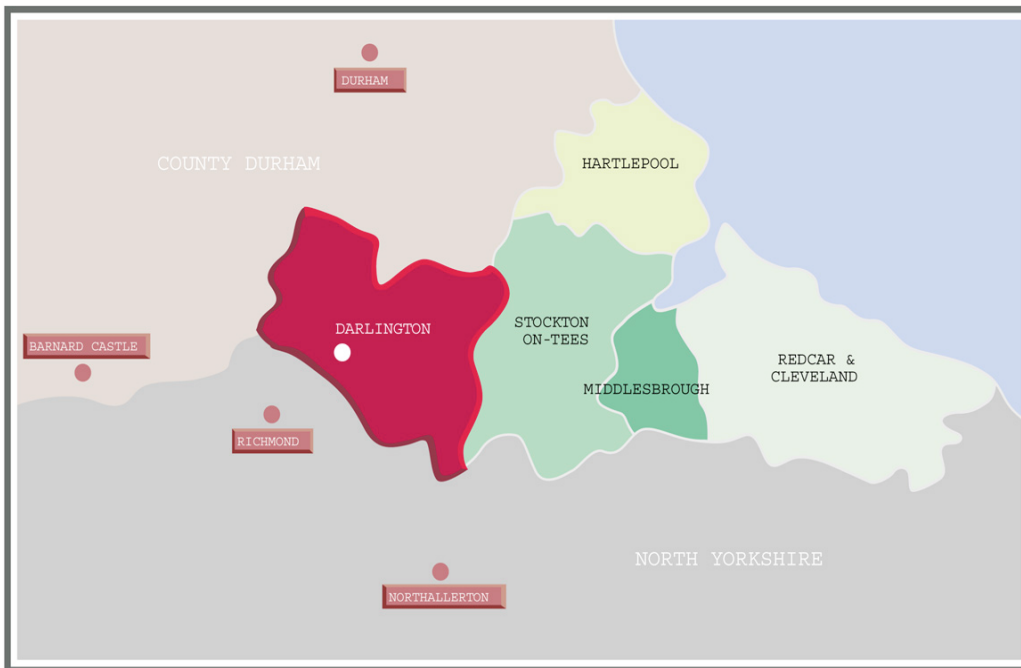 DURHAM
COUNTY DURHAM
HARTLEPOOL
DARLINGTON
STOCKTON
ON-TEES
BARNARD CASTLE
REDCAR &
CLEVELAND
MIDDLESBROUGH
RICHMOND
NORTH YORKSHIRE
NORTHALLERTON